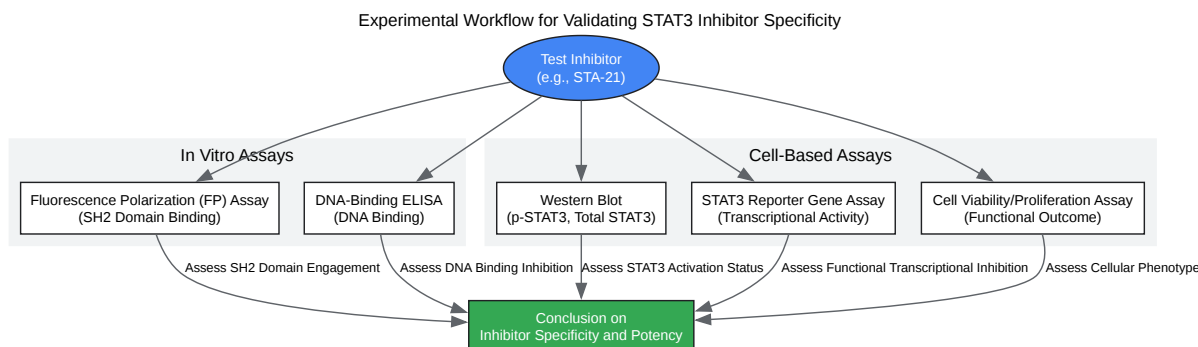 Experimental Workflow for Validating STAT3 Inhibitor Specificity
Test Inhibitor
(e.g., STA-21)
In Vitro Assays
Cell-Based Assays
Fluorescence Polarization (FP) Assay
(SH2 Domain Binding)
DNA-Binding ELISA
(DNA Binding)
Western Blot
(p-STAT3, Total STAT3)
STAT3 Reporter Gene Assay
(Transcriptional Activity)
Cell Viability/Proliferation Assay
(Functional Outcome)
Assess SH2 Domain Engagement
Assess DNA Binding Inhibition
Assess STAT3 Activation Status
Assess Functional Transcriptional Inhibition
Assess Cellular Phenotype
Conclusion on
Inhibitor Specificity and Potency